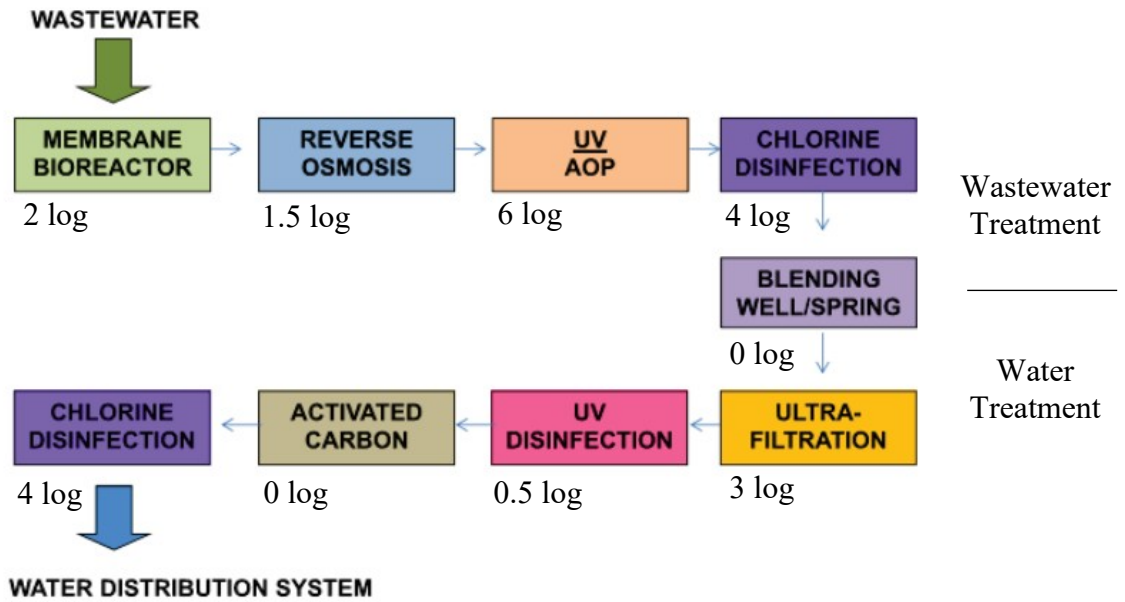 WASTEWATER
MEMBRANE
BIOREACTOR
2 log
REVERSE
OSMOSIS
1.5 log
UV
AOP
6 log
CHLORINE
DISINFECTION
4 log
Wastewater
Treatment
BLENDING
WELL/SPRING
0 log
Water
Treatment
ULTRA-
FILTRATION
3 log
UV
DISINFECTION
0.5 log
ACTIVATED
CARBON
0 log
CHLORINE
DISINFECTION
4 log
WATER DISTRIBUTION SYSTEM